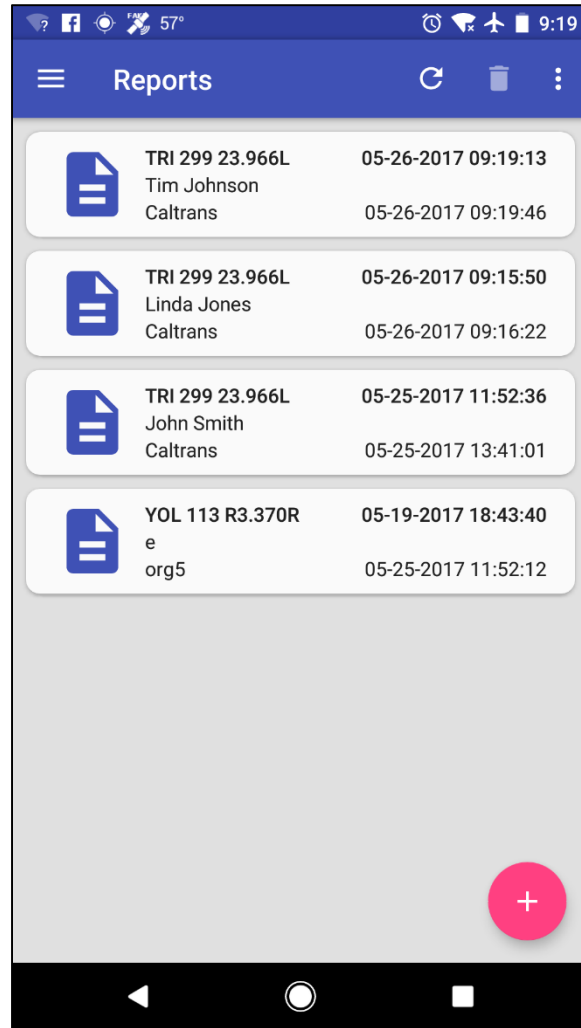 ? f FAKE 57° 9:19
Reports
TRI 299 23.966L 05-26-2017 09:19:13
Tim Johnson
Caltrans 05-26-2017 09:19:46
TRI 299 23.966L 05-26-2017 09:15:50
Linda Jones
Caltrans 05-26-2017 09:16:22
TRI 299 23.966L 05-25-2017 11:52:36
John Smith
Caltrans 05-25-2017 13:41:01
YOL 113 R3.370R 05-19-2017 18:43:40
e
org5 05-25-2017 11:52:12